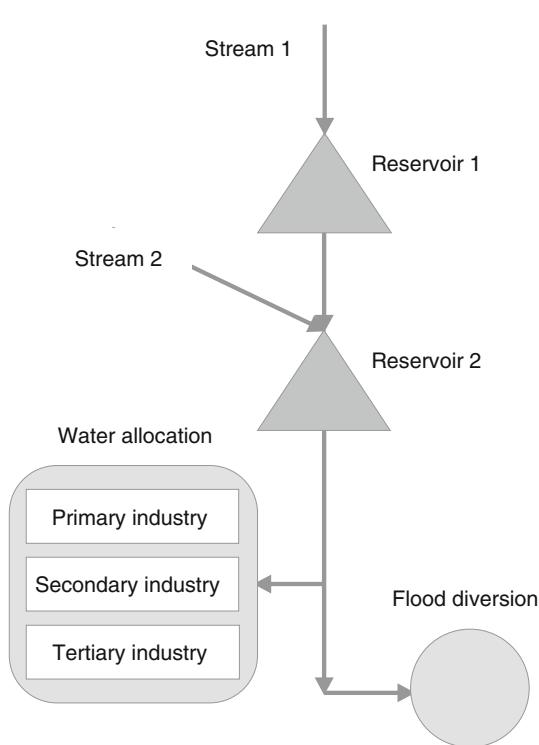 Stream 1
Reservoir 1
Stream 2
Reservoir 2
Water allocation
Primary industry
Secondary industry
Flood diversion
Tertiary industry